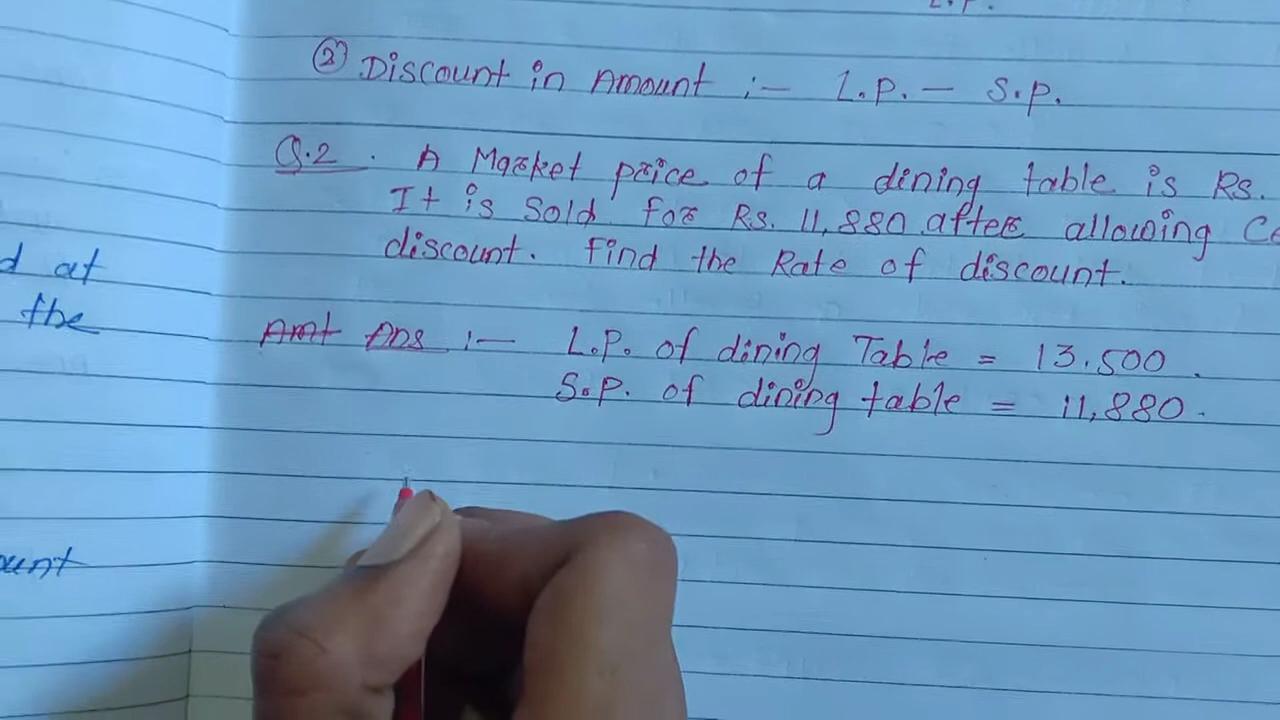 L.P.
② Discount in Amount :- L.P. - S.P.
Q.2. A Market price of a dining table is Rs.
It is Sold for Rs. 11,880 after allowing
discount. Find the Rate of discount.
d at
the
Amt Ans :- L.P. of dining Table = 13.500.
S.P. of dining table = 11,880.
ount